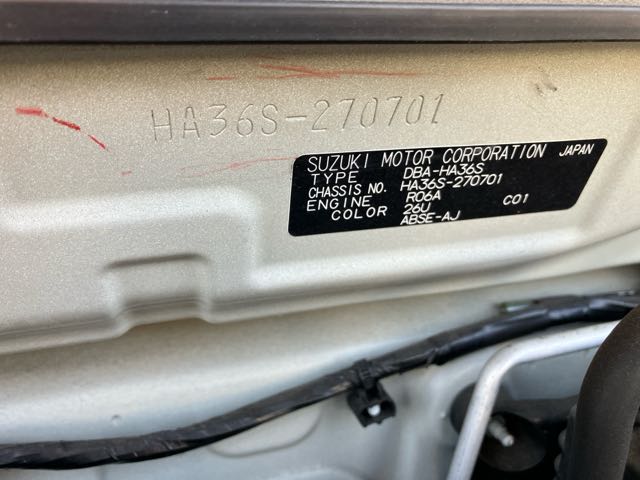 HA36S-270701
SUZUKI MOTOR CORPORATION JAPAN
TYPE DBA-HA36S
CHASSIS NO. HA36S-270701
ENGINE R06A C01
COLOR 26U
ABSE-AJ